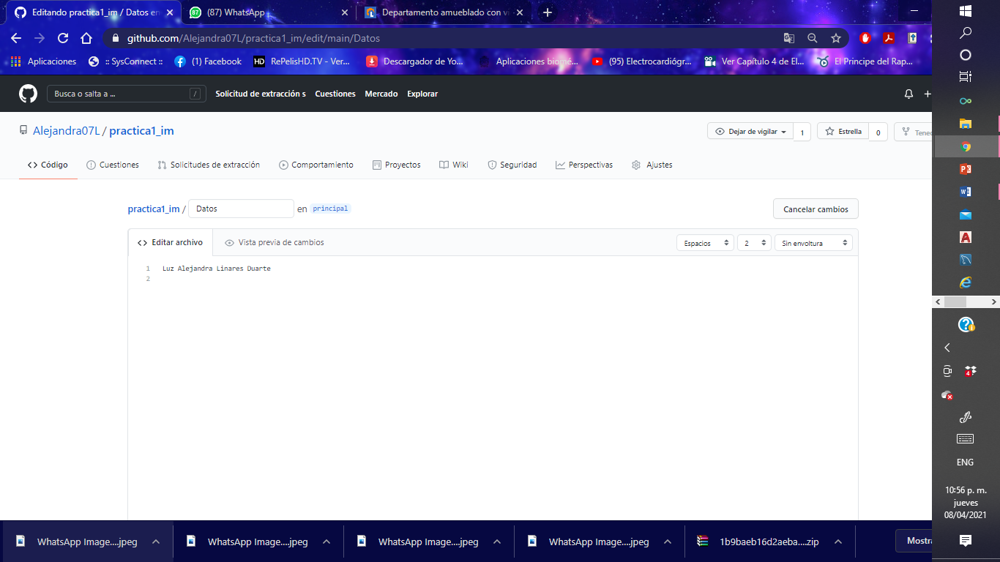 Editando practica1_im / Datos en
(87) WhatsApp
Departamento amueblado con vi
github.com/Alejandra07L/practica1_im/edit/main/Datos
Aplicaciones
:: SysConnect ::
(1) Facebook
HD RePelisHD.TV - Ver...
Descargador de Yo...
Aplicaciones biomé...
(95) Electrocardiógr...
Ver Capítulo 4 de El...
El Principe del Rap...
Busca o salta a ... /
Solicitud de extracción s
Cuestiones
Mercado
Explorar
Alejandra07L / practica1_im
Dejar de vigilar 1
Estrella 0
Tened
Código
Cuestiones
Solicitudes de extracción
Comportamiento
Proyectos
Wiki
Seguridad
Perspectivas
Ajustes
practica1_im / Datos en principal
Cancelar cambios
Editar archivo
Vista previa de cambios
Espacios
2
Sin envoltura
1 Luz Alejandra Linares Duarte
2
4
ENG
10:56 p. m.
jueves
08/04/2021
WhatsApp Image....jpeg
WhatsApp Image....jpeg
WhatsApp Image....jpeg
WhatsApp Image....jpeg
1b9baeb16d2aeba....zip
Mostra